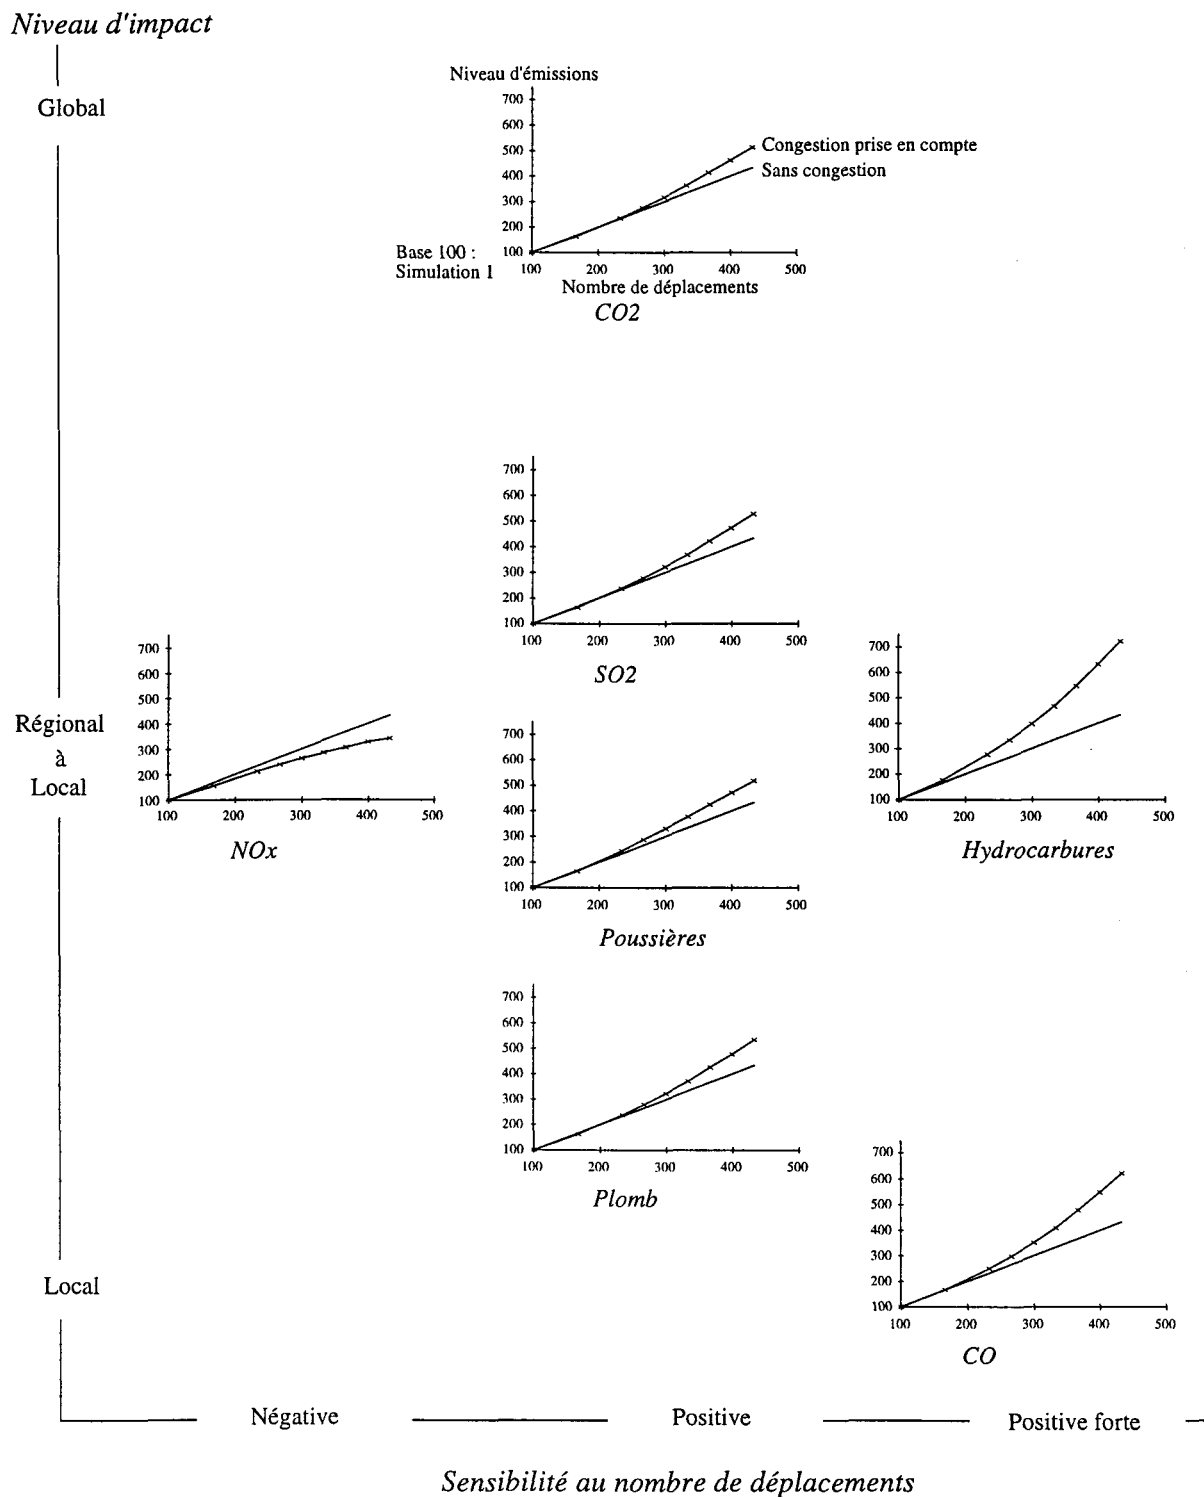 Niveau d'impact
Global
Niveau d'émissions
700
600
500
400
300
200
100
Congestion prise en compte
Sans congestion
Base 100 :
Simulation 1
100 200 300 400 500
Nombre de déplacements
CO2
700
600
500
400
300
200
100
100 200 300 400 500
SO2
Régional
à
Local
700
600
500
400
300
200
100
100 200 300 400 500
NOx
700
600
500
400
300
200
100
100 200 300 400 500
Poussières
700
600
500
400
300
200
100
100 200 300 400 500
Hydrocarbures
700
600
500
400
300
200
100
100 200 300 400 500
Plomb
Local
700
600
500
400
300
200
100
100 200 300 400 500
CO
Négative Positive Positive forte
Sensibilité au nombre de déplacements